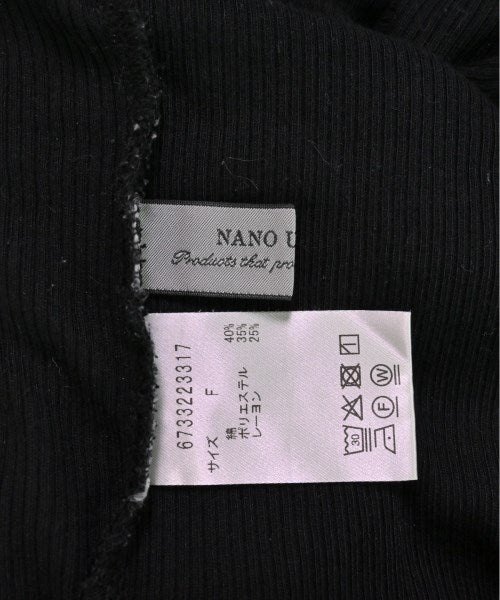 NANO U
Products that pro
6733223317
サイズ F
綿 40%
ポリエステル 35%
レーヨン 25%
30
F
W